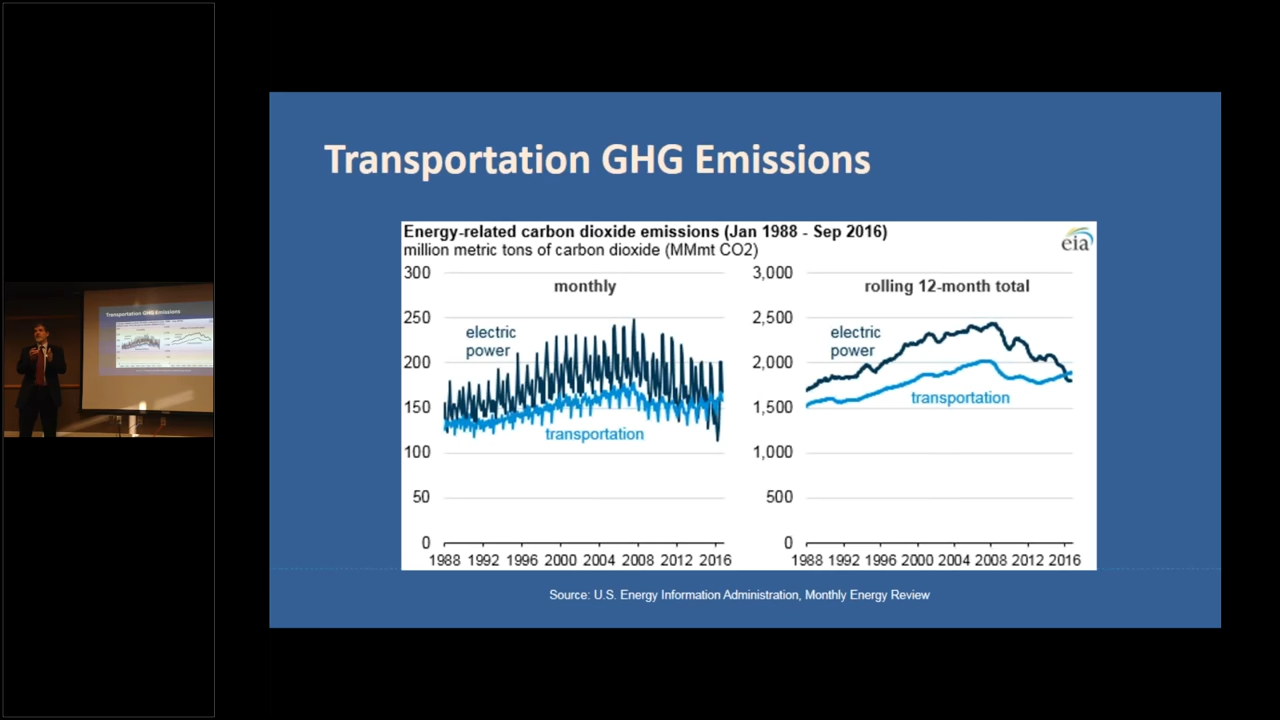 Transportation GHG Emissions
Energy-related carbon dioxide emissions (Jan 1988 - Sep 2016)
million metric tons of carbon dioxide (MMmt CO2)
eia
300
250
200
150
100
50
0
monthly
electric
power
transportation
1988 1992 1996 2000 2004 2008 2012 2016
3,000
2,500
2,000
1,500
1,000
500
0
rolling 12-month total
electric
power
transportation
1988 1992 1996 2000 2004 2008 2012 2016
Source: U.S. Energy Information Administration, Monthly Energy Review
Transportation GHG Emissions